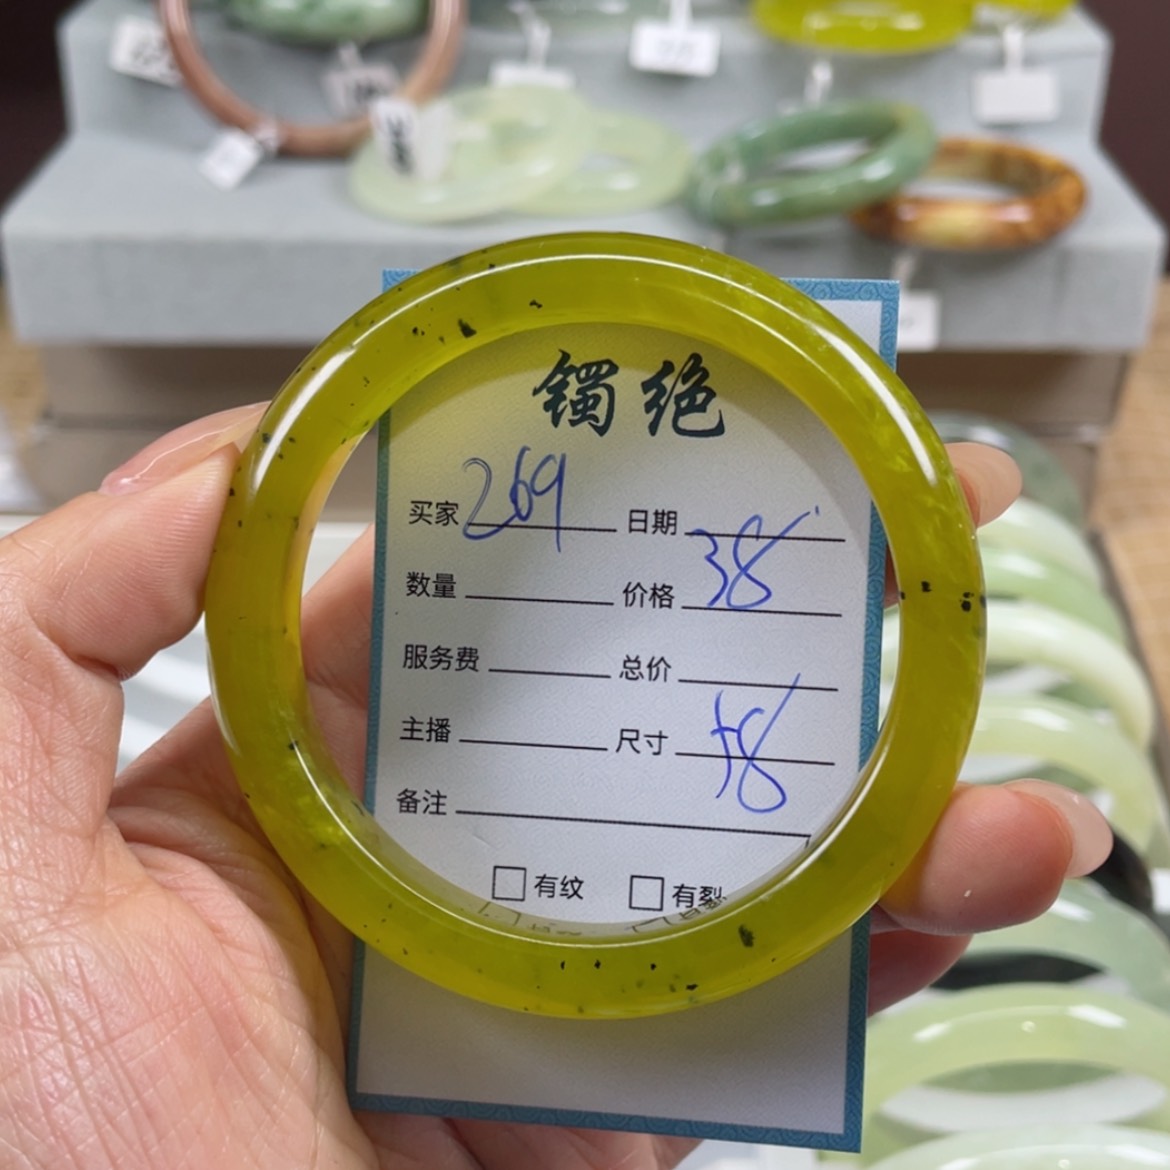 镯绝
买家 269 日期
数量 价格 38
服务费 总价
主播 尺寸 58
备注
有纹 有裂